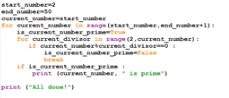 start_number=2
end_number=50
current_number=start_number
for current_number in range(start_number,end_number+1):
    is_current_number_prime=True
    for current_divisor in range(2,current_number):
        if current_number%current_divisor==0 :
            is_current_number_prime=False
            break
    if is_current_number_prime :
        print (current_number, " is prime")
print ("All done!")